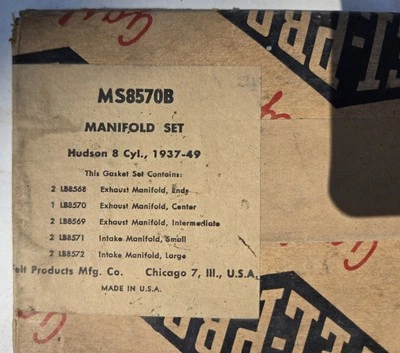 MS8570B
MANIFOLD SET
Hudson 8 Cyl., 1937-49
This Gasket Set Contains:
2 LB8568 Exhaust Manifold, Ends
1 LB8570 Exhaust Manifold, Center
2 LB8569 Exhaust Manifold, Intermediate
2 LB8571 Intake Manifold, Small
2 LB8572 Intake Manifold, Large
elt Products Mfg. Co. Chicago 7, Ill., U.S.A.
MADE IN U.S.A.